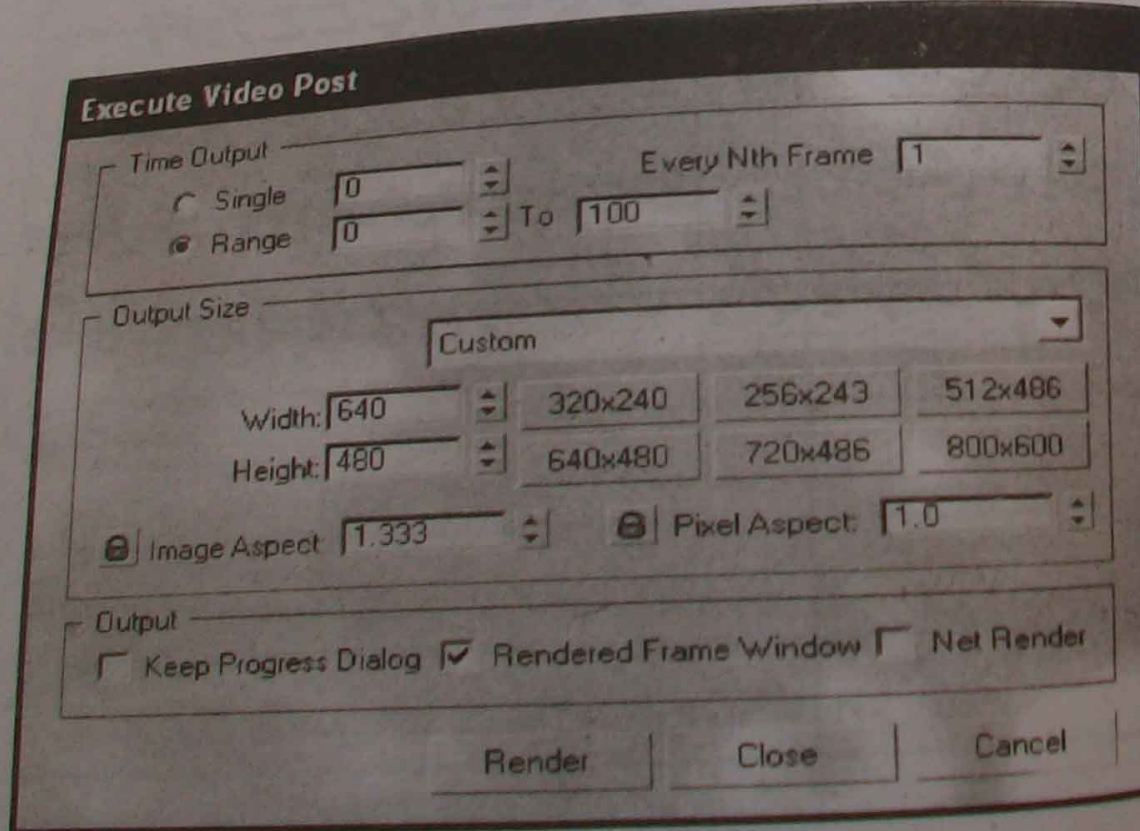 Execute Video Post
Time Output
Single 0 Every Nth Frame 1
Range 0 To 100
Output Size
Custom
Width: 640 320x240 256x243 512x486
Height: 480 640x480 720x486 800x600
Image Aspect: 1.333 Pixel Aspect: 1.0
Output
Keep Progress Dialog Rendered Frame Window Net Render
Render Close Cancel